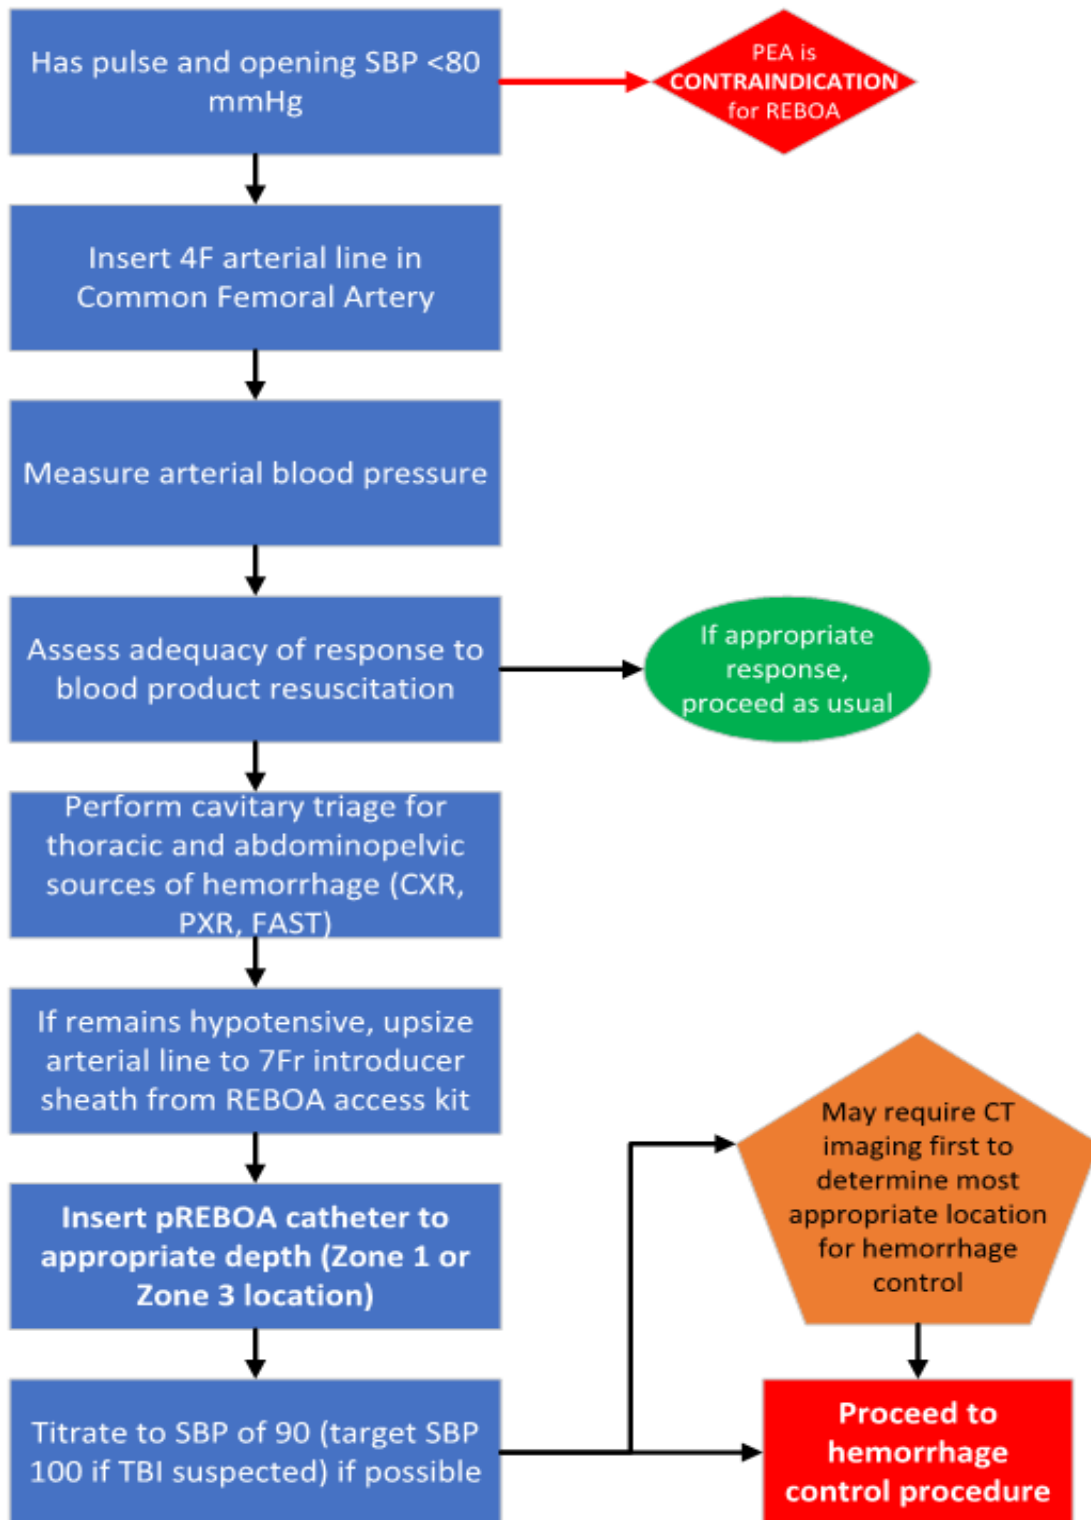 Has pulse and opening SBP <80
mmHg
PEA is
CONTRAINDICATION
for REBOA
Insert 4F arterial line in
Common Femoral Artery
Measure arterial blood pressure
Assess adequacy of response to
blood product resuscitation
If appropriate
response,
proceed as usual
Perform cavitary triage for
thoracic and abdominopelvic
sources of hemorrhage (CXR,
PXR, FAST)
If remains hypotensive, upsize
arterial line to 7Fr introducer
sheath from REBOA access kit
Insert pREBOA catheter to
appropriate depth (Zone 1 or
Zone 3 location)
May require CT
imaging first to
determine most
appropriate location
for hemorrhage
control
Titrate to SBP of 90 (target SBP
100 if TBI suspected) if possible
Proceed to
hemorrhage
control procedure